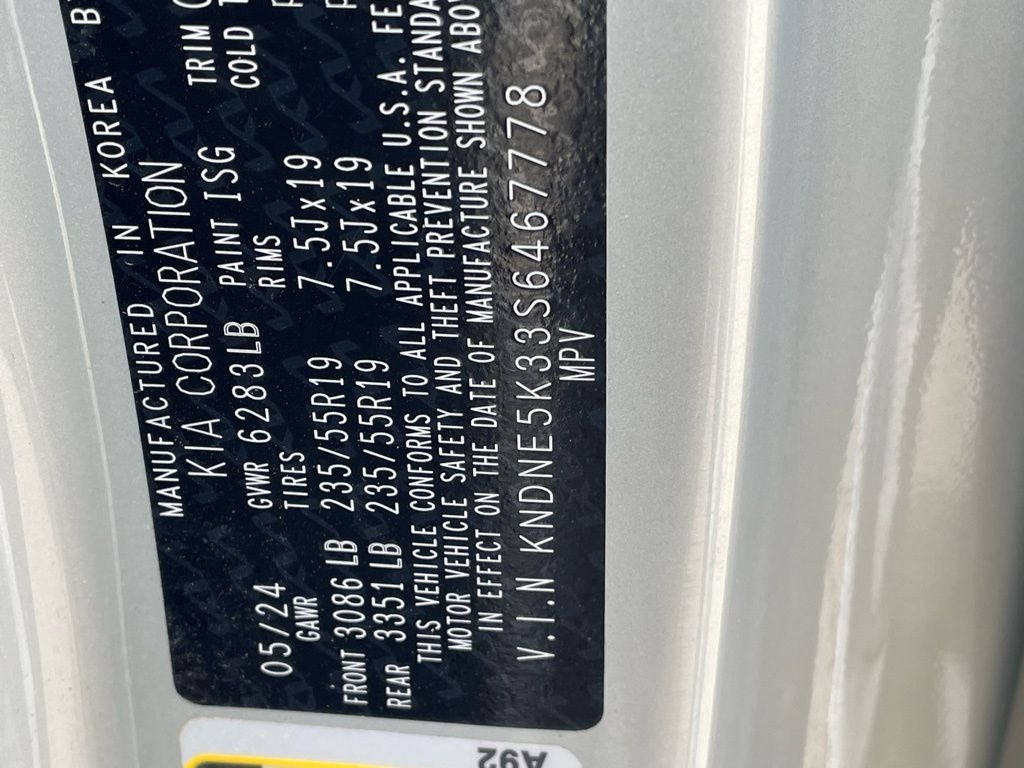 MANUFACTURED IN KOREA B
KIA CORPORATION TRIM
05/24 GVWR 6283LB PAINT ISG COLD
GAWR TIRES RIMS
FRONT 3086 LB 235/55R19 7.5Jx19
REAR 3351 LB 235/55R19 7.5Jx19
THIS VEHICLE CONFORMS TO ALL APPLICABLE U.S.A. FE
MOTOR VEHICLE SAFETY AND THEFT PREVENTION STANDA
IN EFFECT ON THE DATE OF MANUFACTURE SHOWN ABO
V.I.N KNDNE5K33S6467778
MPV
A92